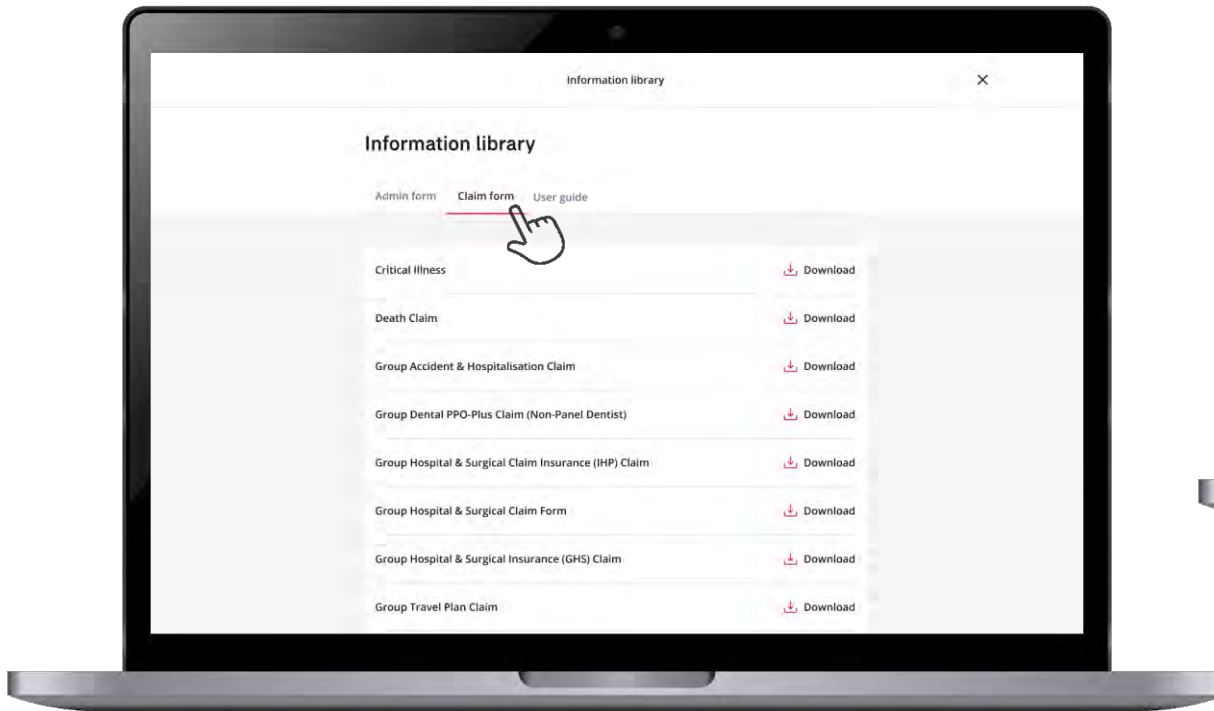 Information library
Information library
Admin form Claim form User guide
Critical Illness Download
Death Claim Download
Group Accident & Hospitalisation Claim Download
Group Dental PPO-Plus Claim (Non-Panel Dentist) Download
Group Hospital & Surgical Claim Insurance (IHP) Claim Download
Group Hospital & Surgical Claim Form Download
Group Hospital & Surgical Insurance (GHS) Claim Download
Group Travel Plan Claim Download